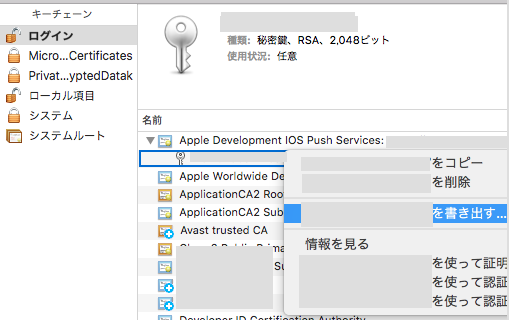 キーチェーン
ログイン
Micro...Certificates
Privat...yptedDatak
ローカル項目
システム
システムルート
種類: 秘密鍵、RSA、2,048ビット
使用状況: 任意
名前
Apple Development IOS Push Services:
をコピー
Apple Worldwide De
を削除
ApplicationCA2 Roo
ApplicationCA2 Sub
を書き出す...
Avast trusted CA
情報を見る
Su
を使って証明
を使って認証
を使って認証
Developer ID Certification Authority